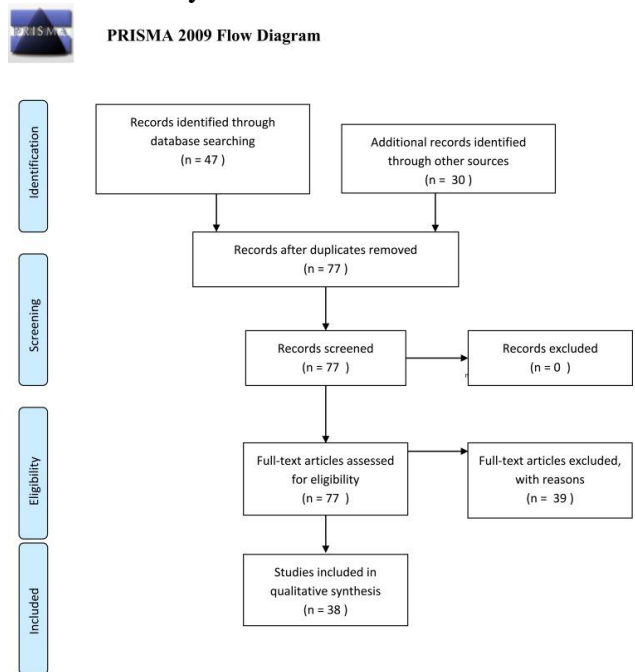 PRISMA
PRISMA 2009 Flow Diagram
Identification
Records identified through
database searching
(n = 47 )
Additional records identified
through other sources
(n = 30 )
Records after duplicates removed
(n = 77 )
Screening
Records screened
(n = 77 )
Records excluded
(n = 0 )
Eligibility
Full-text articles assessed
for eligibility
(n = 77 )
Full-text articles excluded,
with reasons
(n = 39 )
Included
Studies included in
qualitative synthesis
(n = 38 )